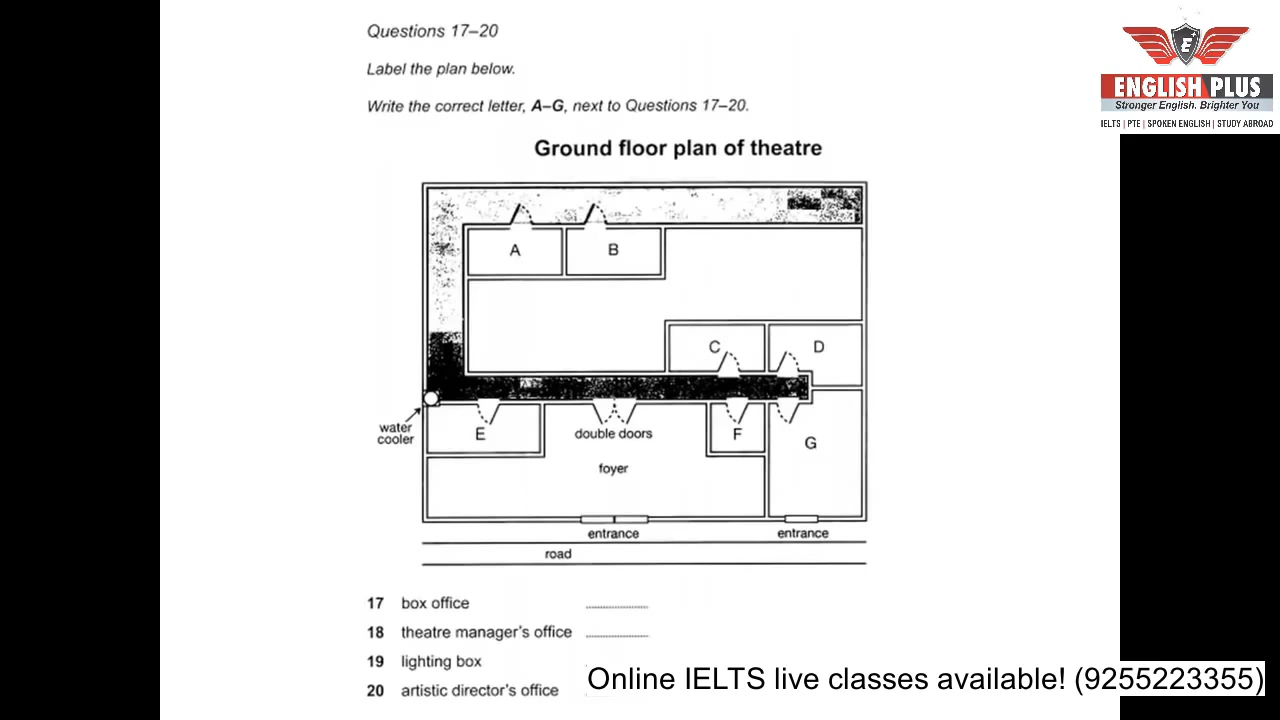 Questions 17–20
Label the plan below.
Write the correct letter, A–G, next to Questions 17–20.
Ground floor plan of theatre
A
B
C
D
water
cooler
E
double doors
F
G
foyer
entrance
entrance
road
17 box office
18 theatre manager's office
19 lighting box
20 artistic director's office
E
ENGLISH PLUS
Stronger English. Brighter You
IELTS | PTE | SPOKEN ENGLISH | STUDY ABROAD
Online IELTS live classes available! (9255223355)